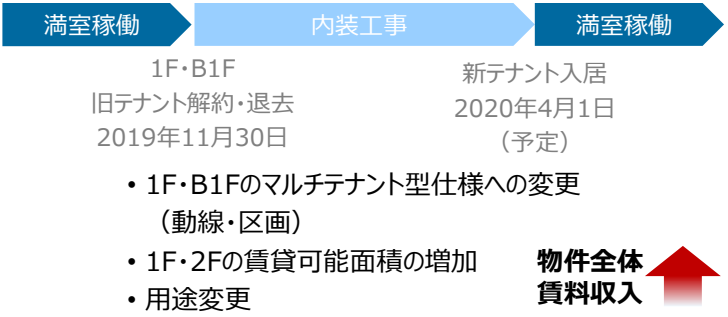 満室稼働
内装工事
満室稼働
1F・B1F
旧テナント解約・退去
2019年11月30日
新テナント入居
2020年4月1日
（予定）
• 1F・B1Fのマルチテナント型仕様への変更
（動線・区画）
• 1F・2Fの賃貸可能面積の増加
• 用途変更
物件全体
賃料収入